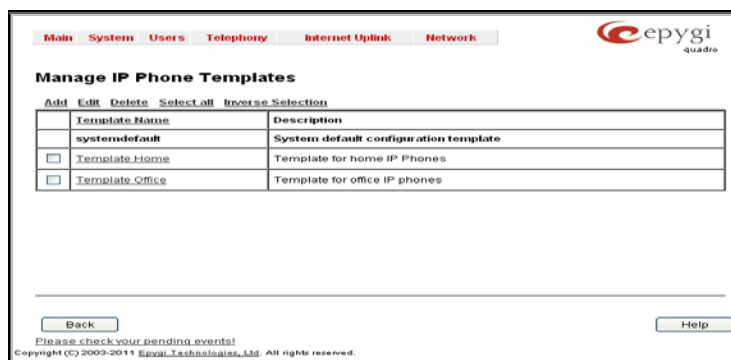 Main System Users Telephony Internet Uplink Network
epygi
quadro
Manage IP Phone Templates
Add Edit Delete Select all Inverse Selection
Template Name Description
systemdefault System default configuration template
Template Home Template for home IP Phones
Template Office Template for office IP phones
Back Help
Please check your pending events!
Copyright (C) 2003-2011 Epygi Technologies, Ltd. All rights reserved.